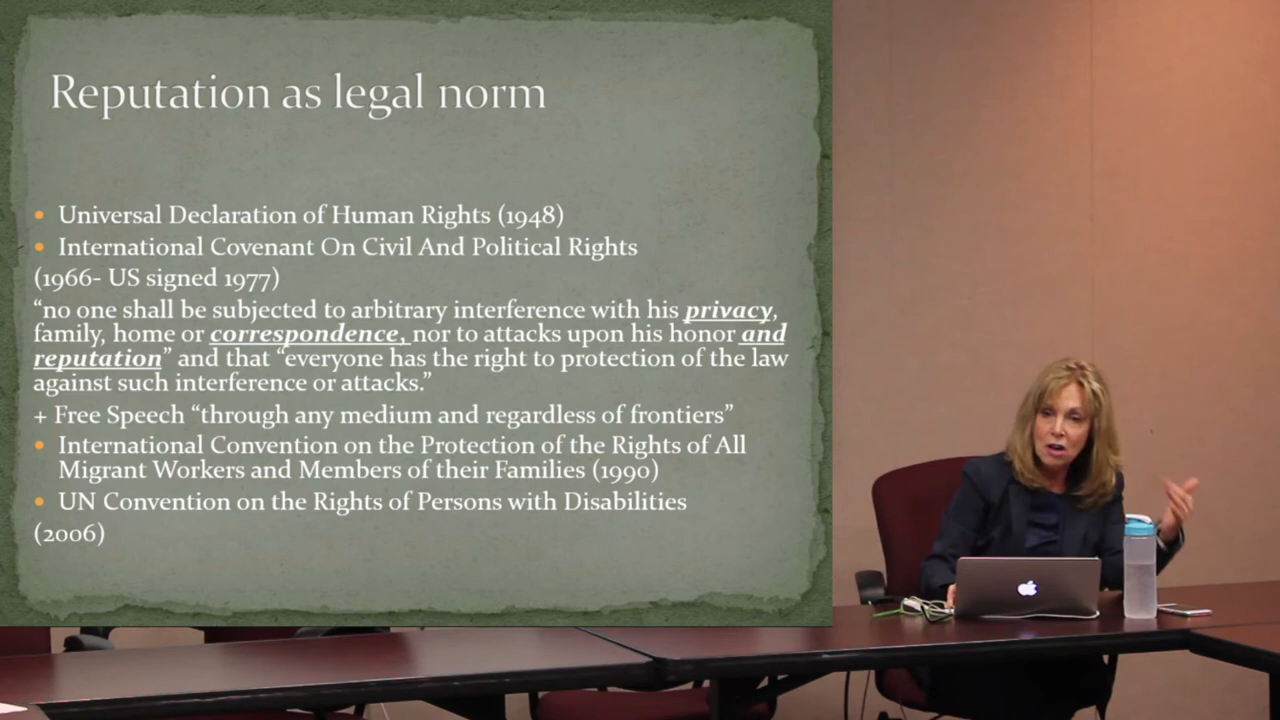 Reputation as legal norm
• Universal Declaration of Human Rights (1948)
• International Covenant On Civil And Political Rights
(1966- US signed 1977)
“no one shall be subjected to arbitrary interference with his privacy,
family, home or correspondence, nor to attacks upon his honor and
reputation” and that “everyone has the right to protection of the law
against such interference or attacks.”
+ Free Speech “through any medium and regardless of frontiers”
• International Convention on the Protection of the Rights of All
Migrant Workers and Members of their Families (1990)
• UN Convention on the Rights of Persons with Disabilities
(2006)